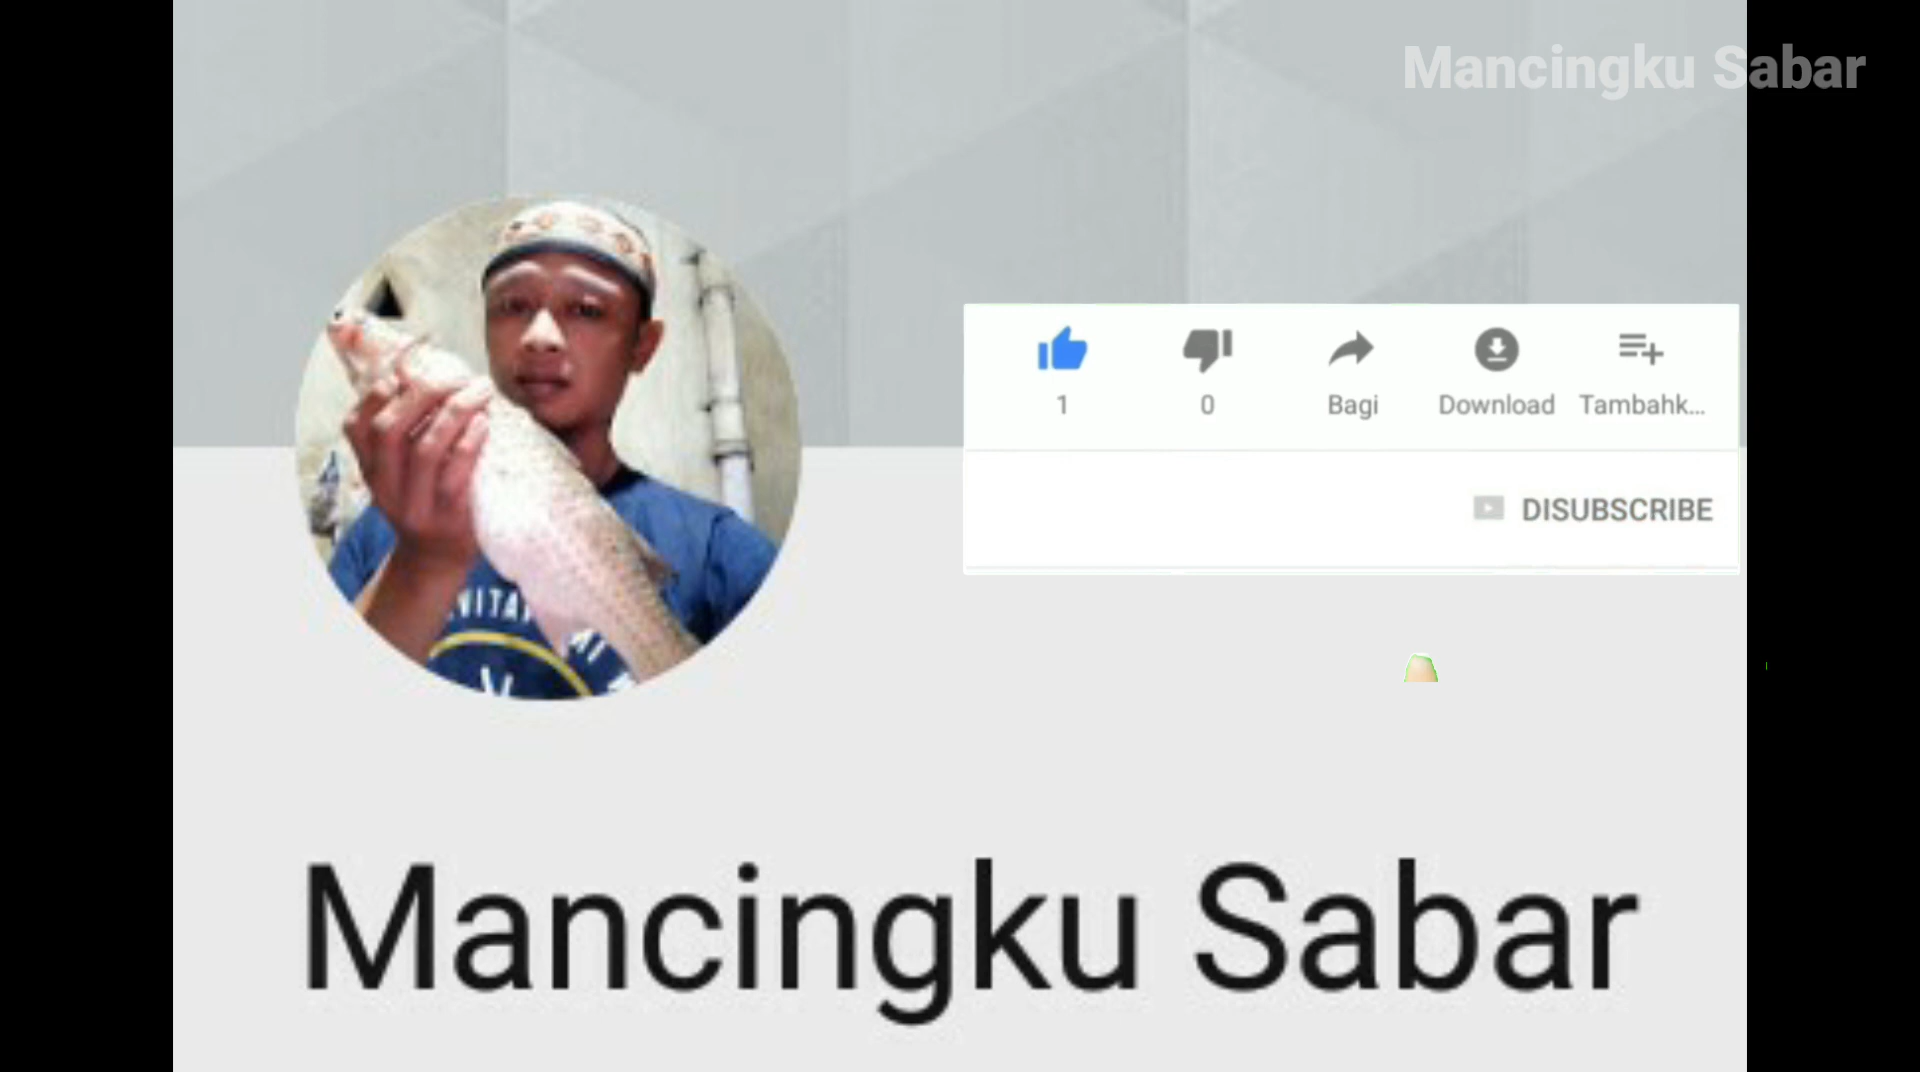 Mancingku Sabar
1
0
Bagi
Download
Tambahk...
DISUBSCRIBE
Mancingku Sabar